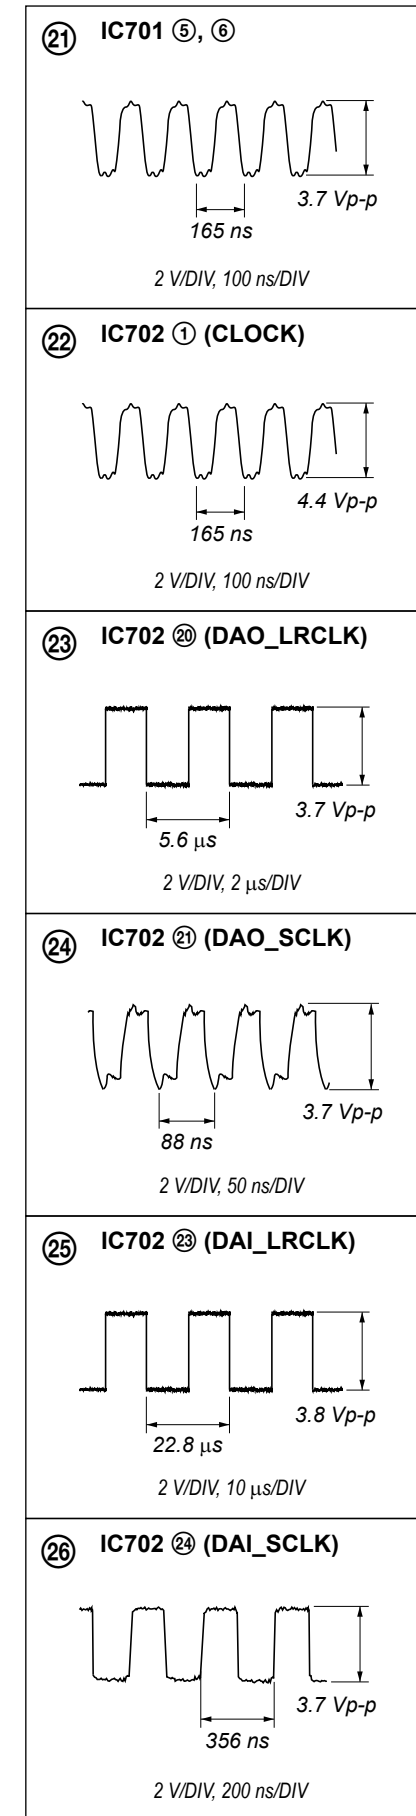 ㉑ IC701 ⑤, ⑥
3.7 Vp-p
165 ns
2 V/DIV, 100 ns/DIV
㉒ IC702 ① (CLOCK)
4.4 Vp-p
165 ns
2 V/DIV, 100 ns/DIV
㉓ IC702 ⑳ (DAO_LRCLK)
3.7 Vp-p
5.6 µs
2 V/DIV, 2 µs/DIV
㉔ IC702 ㉑ (DAO_SCLK)
3.7 Vp-p
88 ns
2 V/DIV, 50 ns/DIV
㉕ IC702 ㉓ (DAI_LRCLK)
3.8 Vp-p
22.8 µs
2 V/DIV, 10 µs/DIV
㉖ IC702 ㉔ (DAI_SCLK)
3.7 Vp-p
356 ns
2 V/DIV, 200 ns/DIV